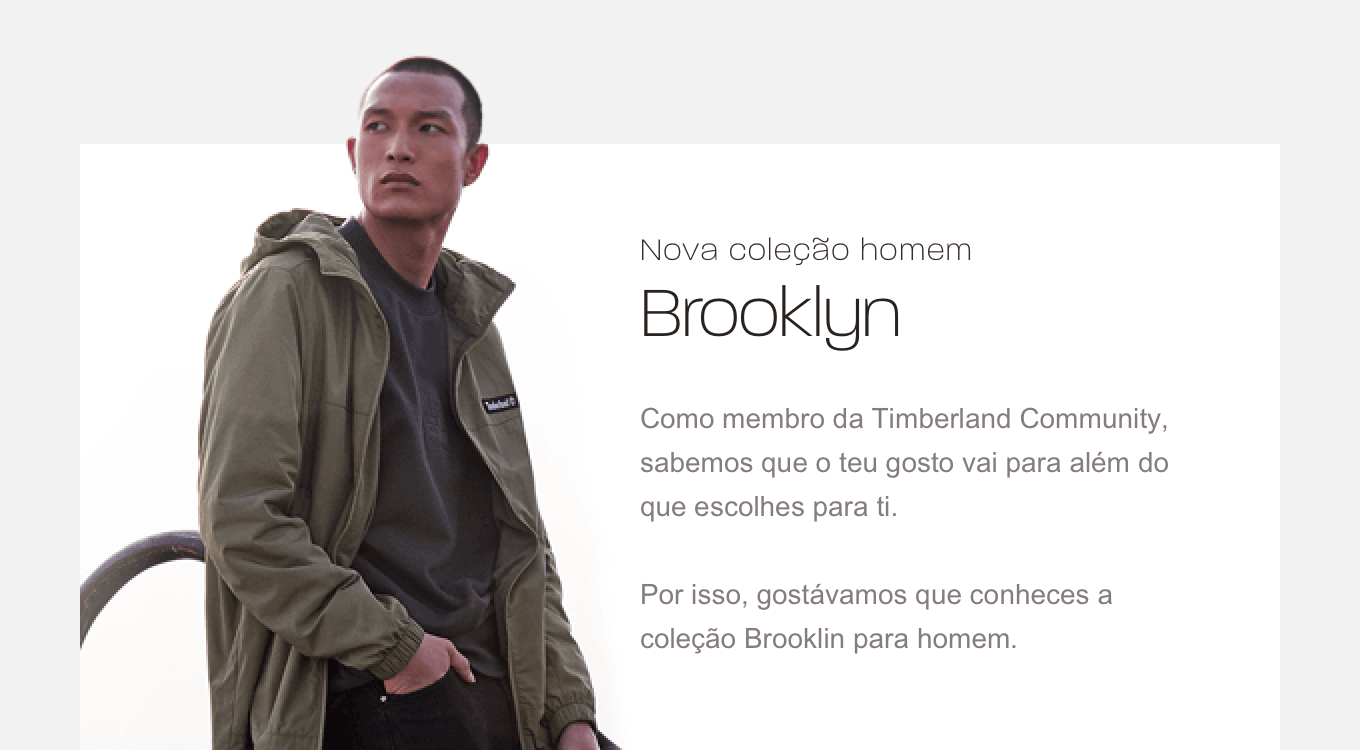 Nova coleção homem
Brooklyn
Timberland
Como membro da Timberland Community,
sabemos que o teu gosto vai para além do
que escolhes para ti.
Por isso, gostávamos que conheces a
coleção Brooklin para homem.